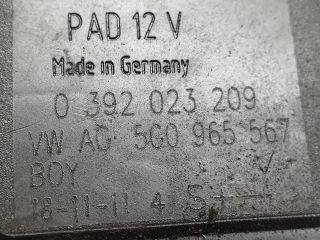 PAD 12 V
Made in Germany
0 392 023 209
VW AG 5G0 965 567
BOY
18-11-11 4 S